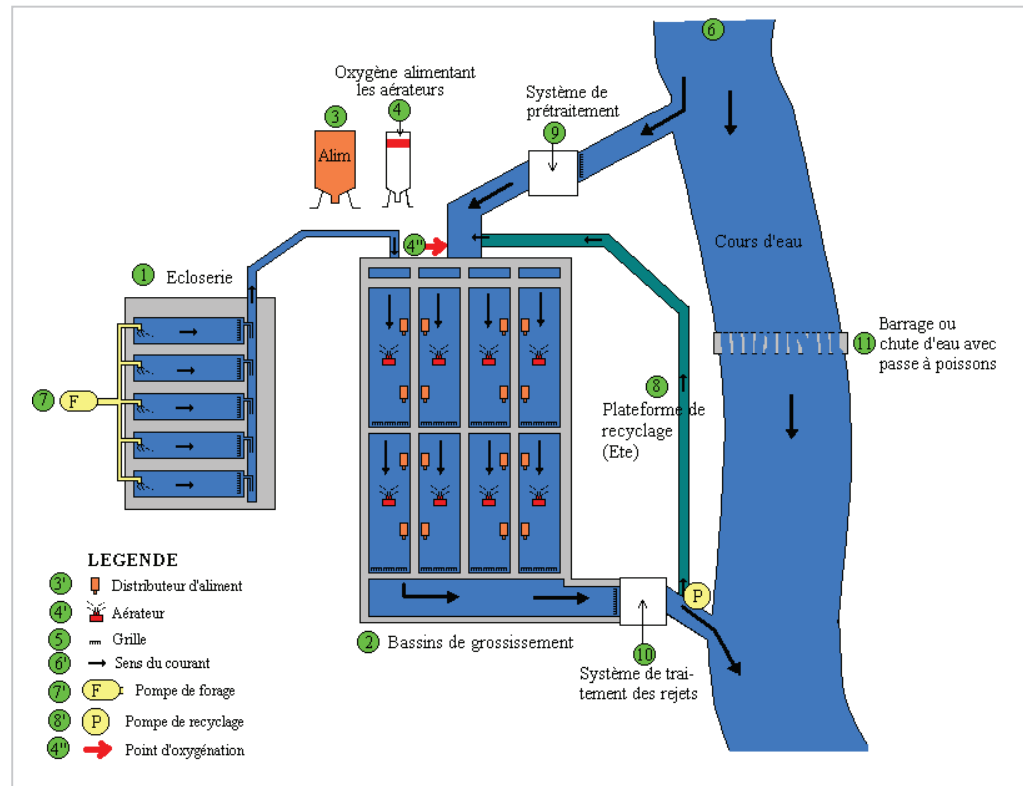 6
Oxygène alimentant
les aérateurs
3
4
Alim
Système de
prétraitement
9
4"
Cours d'eau
1 Ecloserie
7 F
8
Plateforme de
recyclage
(Ete)
11 Barrage ou
chute d'eau avec
passe à poissons
P
2 Bassins de grossissement
10
Système de trai-
tement des rejets
LEGENDE
3' Distributeur d'aliment
4' Aérateur
5 Grille
6' Sens du courant
7' F Pompe de forage
8' P Pompe de recyclage
4" Point d'oxygénation